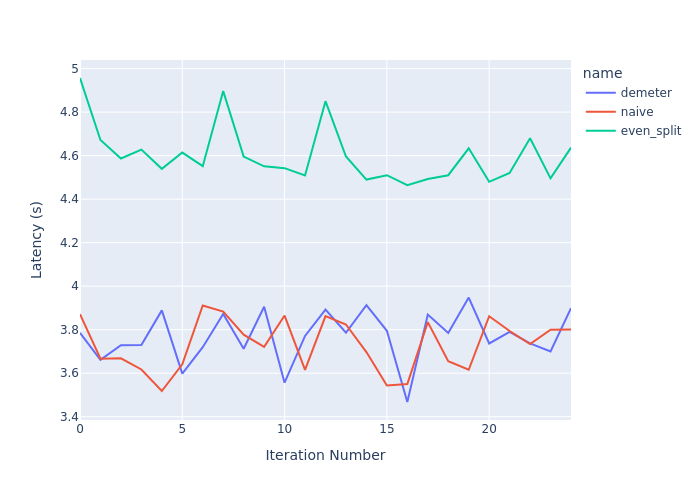 name
demeter
naive
even_split
Latency (s)
5
4.8
4.6
4.4
4.2
4
3.8
3.6
3.4
0
5
10
15
20
Iteration Number